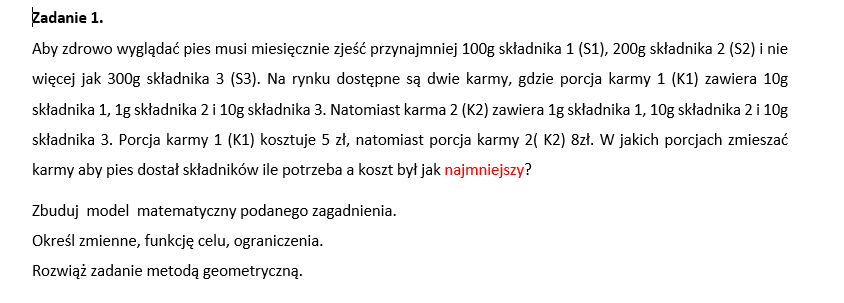 Zadanie 1.
Aby zdrowo wyglądać pies musi miesięcznie zjeść przynajmniej 100g składnika 1 (S1), 200g składnika 2 (S2) i nie
więcej jak 300g składnika 3 (S3). Na rynku dostępne są dwie karmy, gdzie porcja karmy 1 (K1) zawiera 10g
składnika 1, 1g składnika 2 i 10g składnika 3. Natomiast karma 2 (K2) zawiera 1g składnika 1, 10g składnika 2 i 10g
składnika 3. Porcja karmy 1 (K1) kosztuje 5 zł, natomiast porcja karmy 2( K2) 8zł. W jakich porcjach zmieszać
karmy aby pies dostał składników ile potrzeba a koszt był jak najmniejszy?
Zbuduj model matematyczny podanego zagadnienia.
Określ zmienne, funkcję celu, ograniczenia.
Rozwiąż zadanie metodą geometryczną.